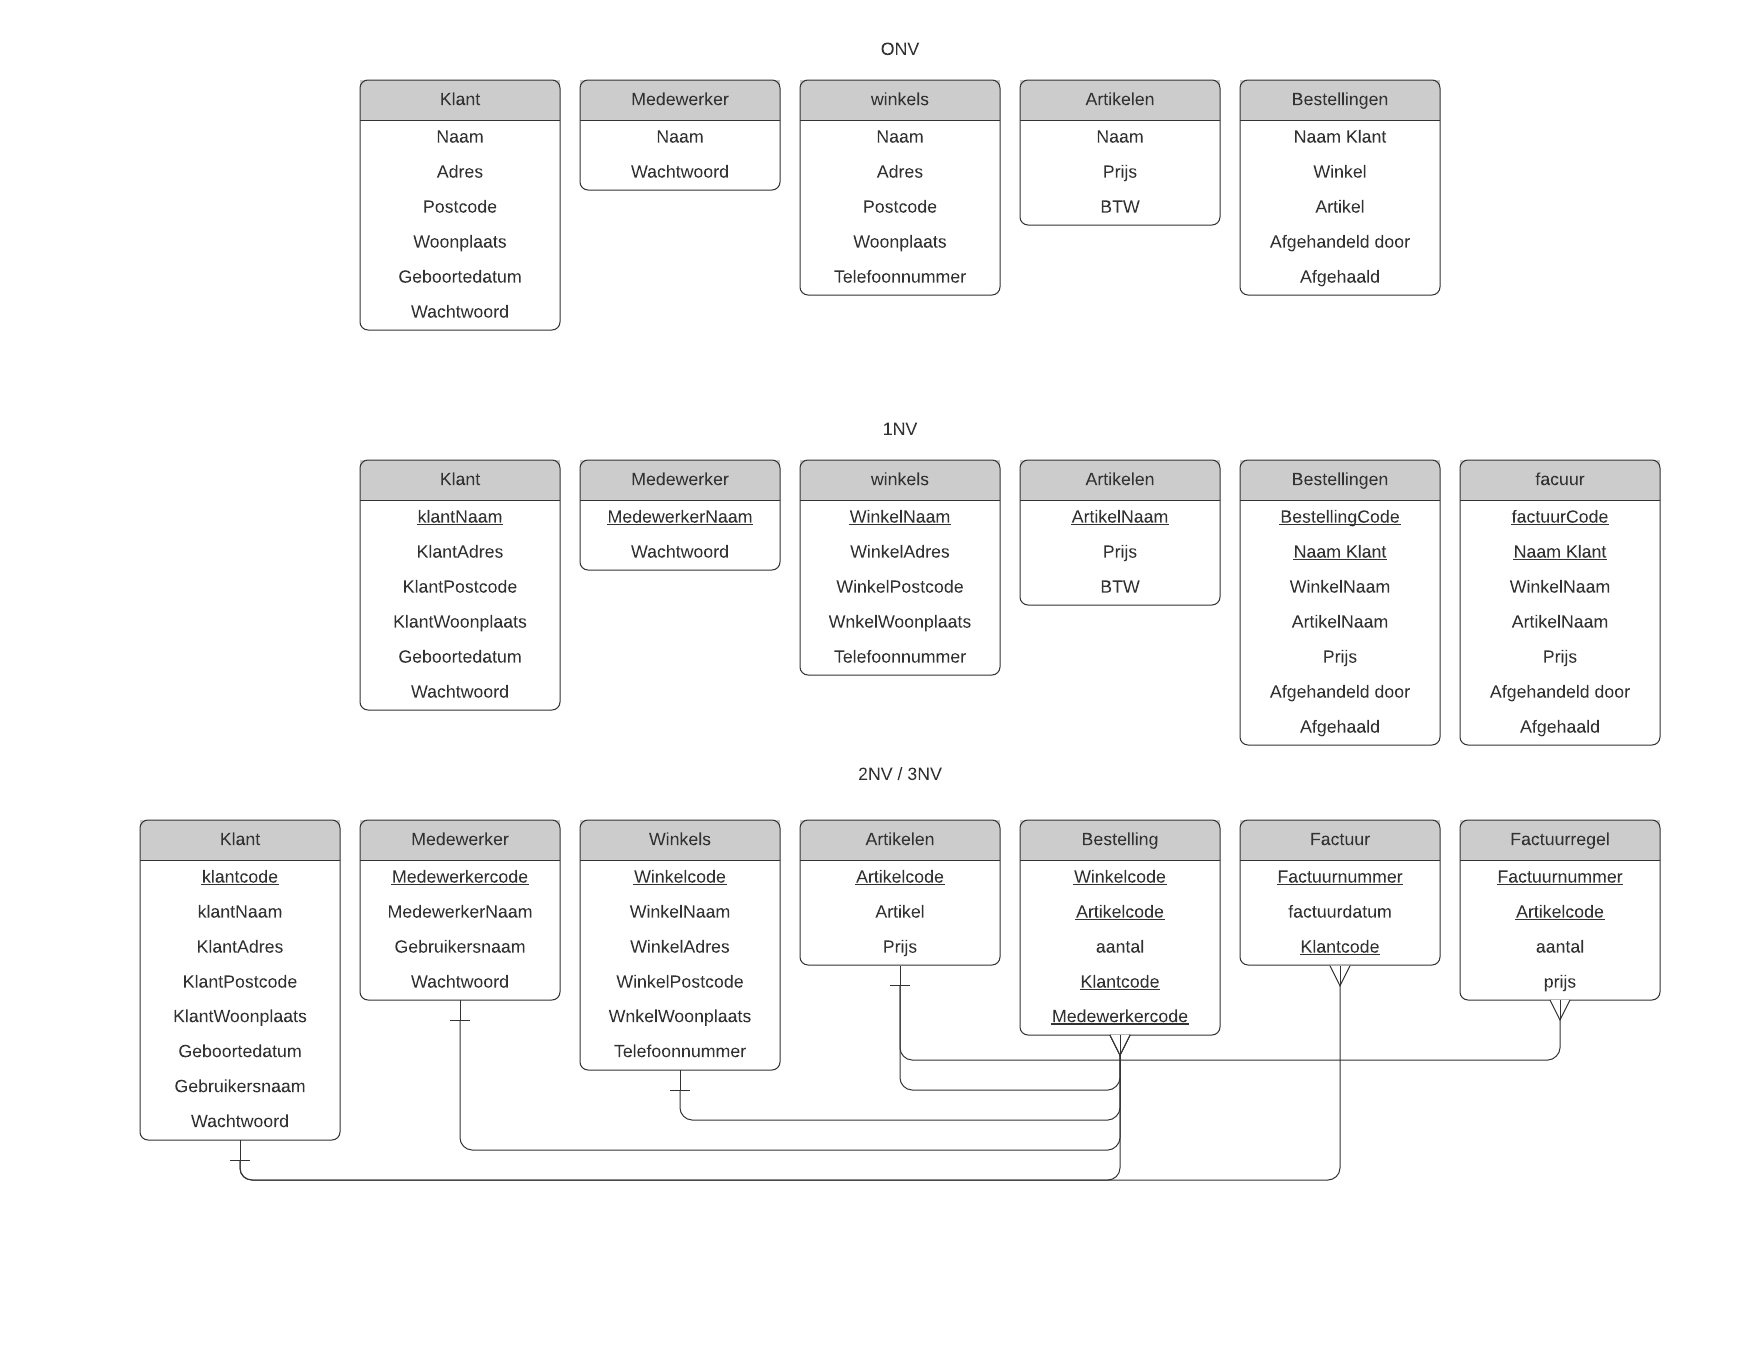 ONV
Klant
Naam
Adres
Postcode
Woonplaats
Geboortedatum
Wachtwoord
Medewerker
Naam
Wachtwoord
winkels
Naam
Adres
Postcode
Woonplaats
Telefoonnummer
Artikelen
Naam
Prijs
BTW
Bestellingen
Naam Klant
Winkel
Artikel
Afgehandeld door
Afgehaald
1NV
Klant
klantNaam
KlantAdres
KlantPostcode
KlantWoonplaats
Geboortedatum
Wachtwoord
Medewerker
MedewerkerNaam
Wachtwoord
winkels
WinkelNaam
WinkelAdres
WinkelPostcode
WnkelWoonplaats
Telefoonnummer
Artikelen
ArtikelNaam
Prijs
BTW
Bestellingen
BestellingCode
Naam Klant
WinkelNaam
ArtikelNaam
Prijs
Afgehandeld door
Afgehaald
facuur
factuurCode
Naam Klant
WinkelNaam
ArtikelNaam
Prijs
Afgehandeld door
Afgehaald
2NV / 3NV
Klant
klantcode
klantNaam
KlantAdres
KlantPostcode
KlantWoonplaats
Geboortedatum
Gebruikersnaam
Wachtwoord
Medewerker
Medewerkercode
MedewerkerNaam
Gebruikersnaam
Wachtwoord
Winkels
Winkelcode
WinkelNaam
WinkelAdres
WinkelPostcode
WnkelWoonplaats
Telefoonnummer
Artikelen
Artikelcode
Artikel
Prijs
Bestelling
Winkelcode
Artikelcode
aantal
Klantcode
Medewerkercode
Factuur
Factuurnummer
factuurdatum
Klantcode
Factuurregel
Factuurnummer
Artikelcode
aantal
prijs